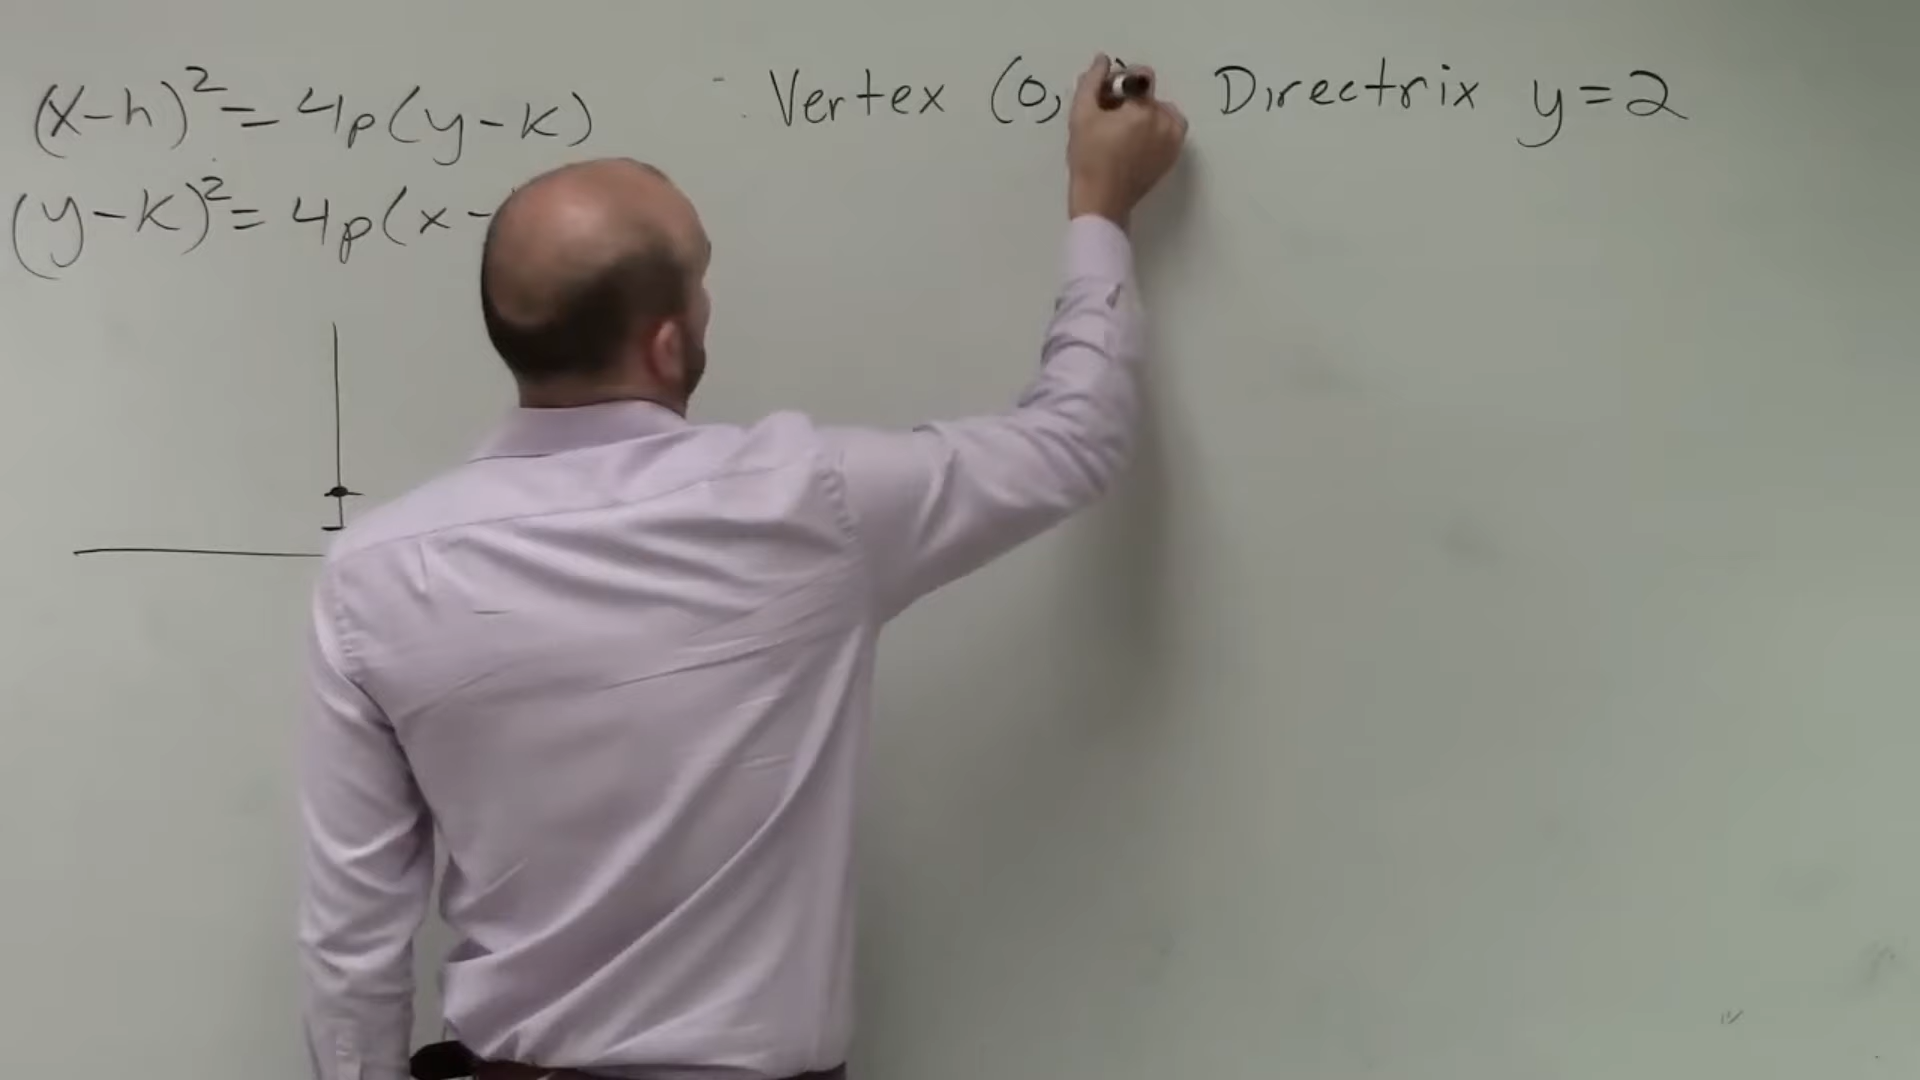 (x-h)²=4p(y-k)
Vertex (0, Directrix y=2
(y-k)²=4p(x-